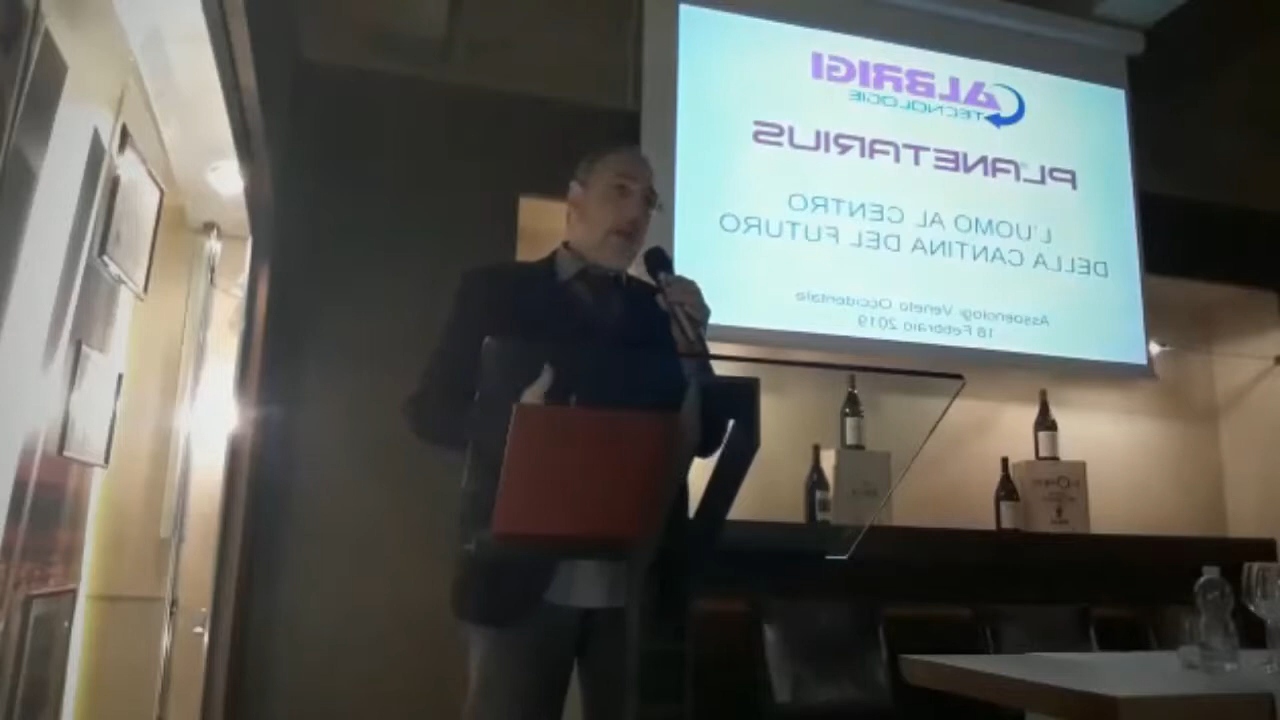 ALBRIGI
TECNOLOGIE
PLANETARIUS
L'UOMO AL CENTRO
DELLA CANTINA DEL FUTURO
Assoenologi Veneto Occidentale
18 Febbraio 2019